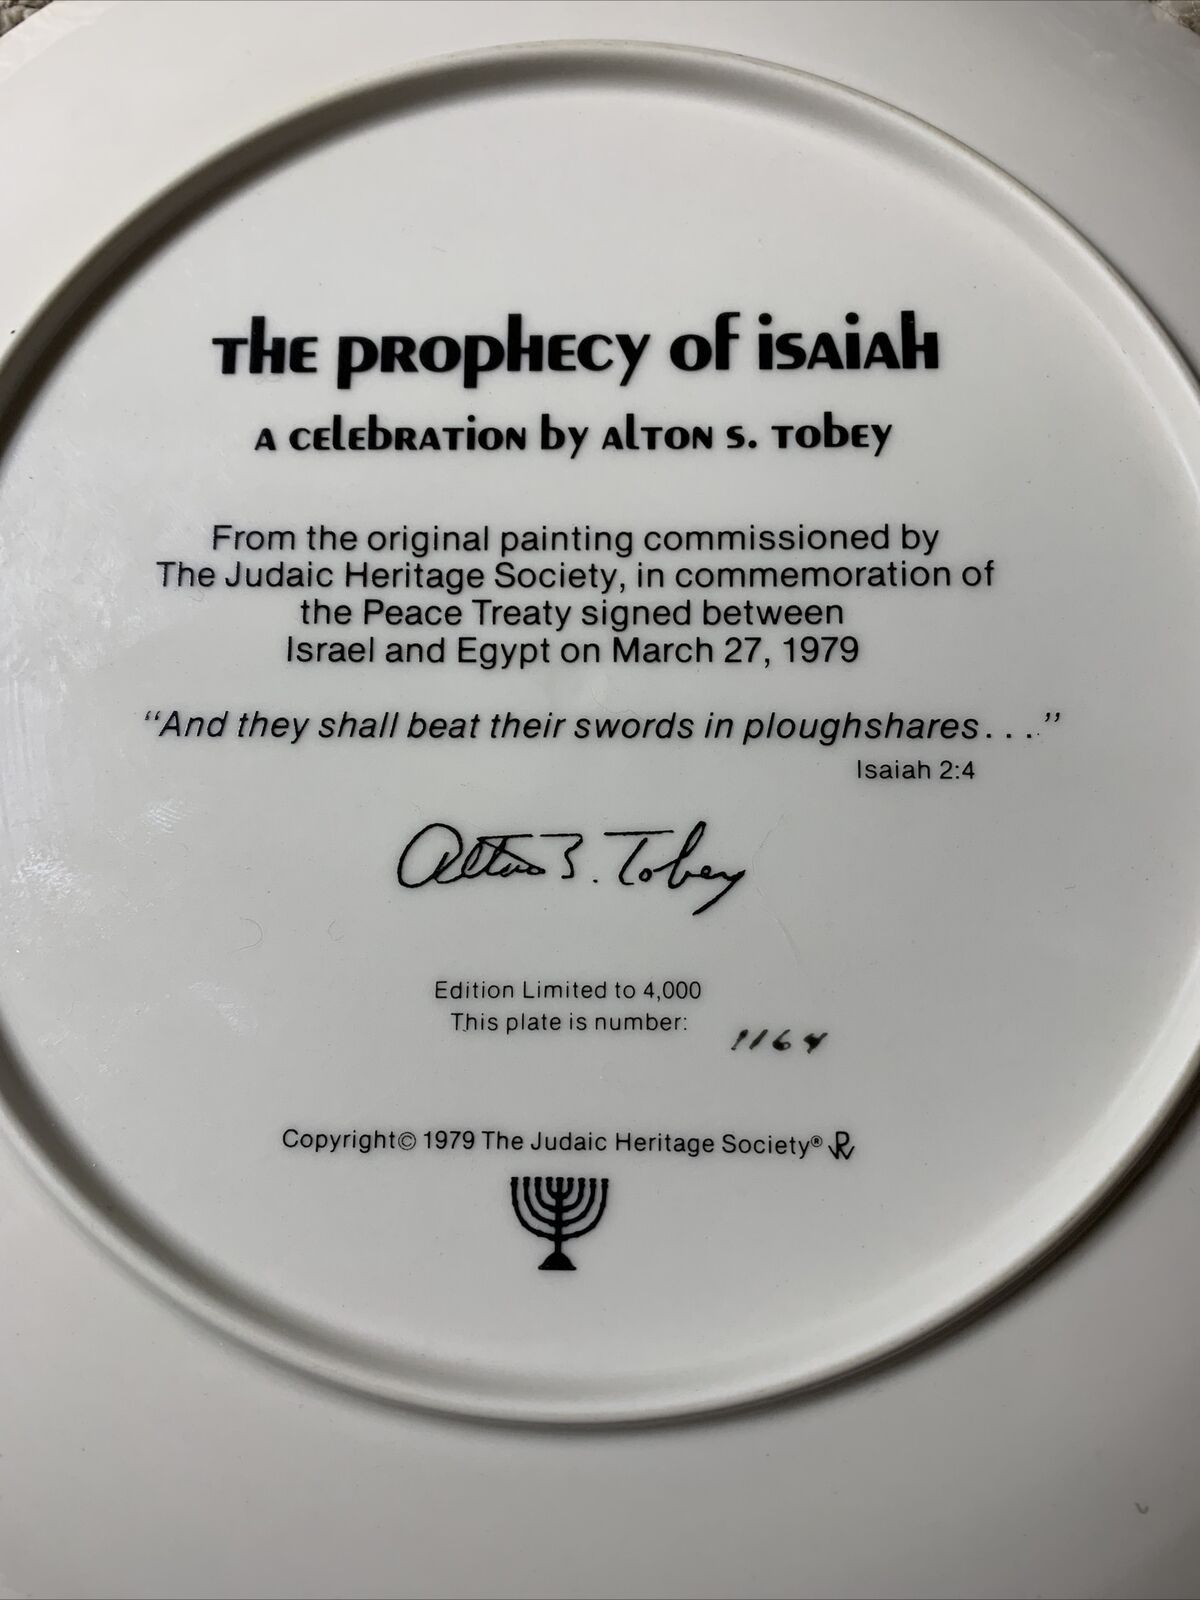 The Prophecy of Isaiah
A Celebration by Alton S. Tobey
From the original painting commissioned by
The Judaic Heritage Society, in commemoration of
the Peace Treaty signed between
Israel and Egypt on March 27, 1979
“And they shall beat their swords in ploughshares. . . .”
Isaiah 2:4
Alton S. Tobey
Edition Limited to 4,000
This plate is number: 1164
Copyright© 1979 The Judaic Heritage Society®